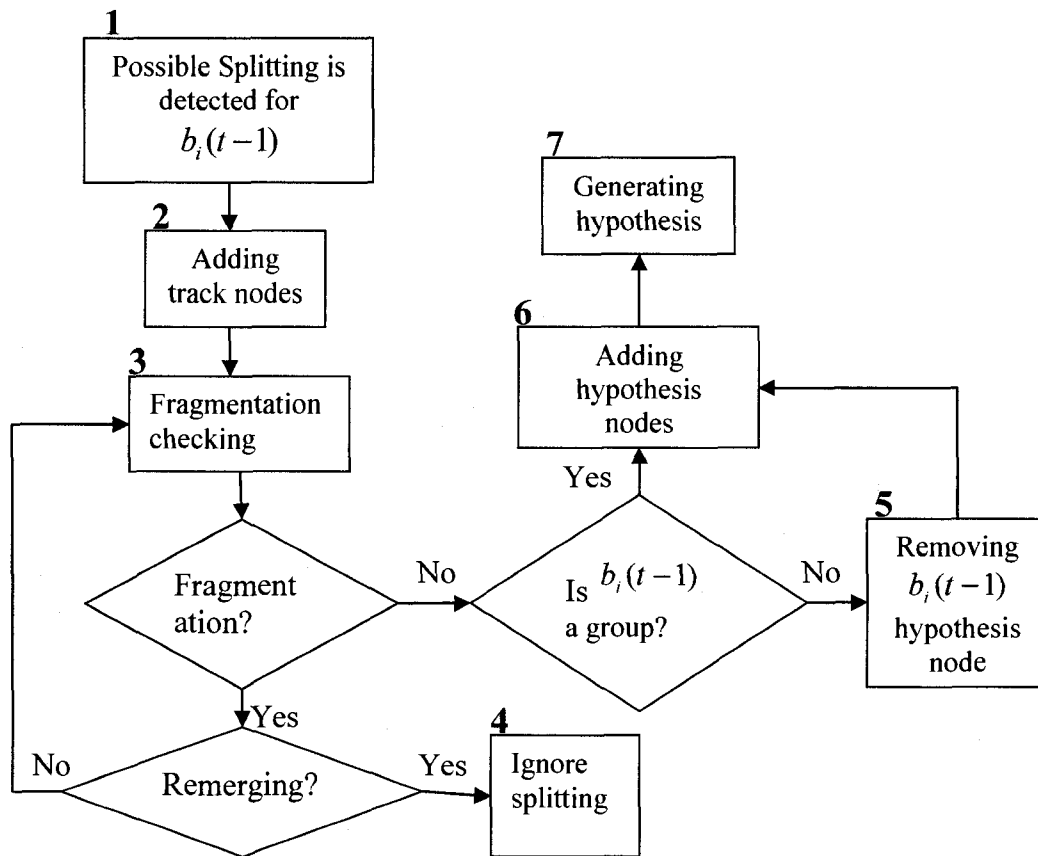 1
Possible Splitting is
detected for
b_i(t−1)
2
Adding
track nodes
3
Fragmentation
checking
Fragment
ation?
No
Yes
Remerging?
No
Yes
4
Ignore
splitting
Is b_i(t−1)
a group?
Yes
No
5
Removing
b_i(t−1)
hypothesis
node
6
Adding
hypothesis
nodes
7
Generating
hypothesis